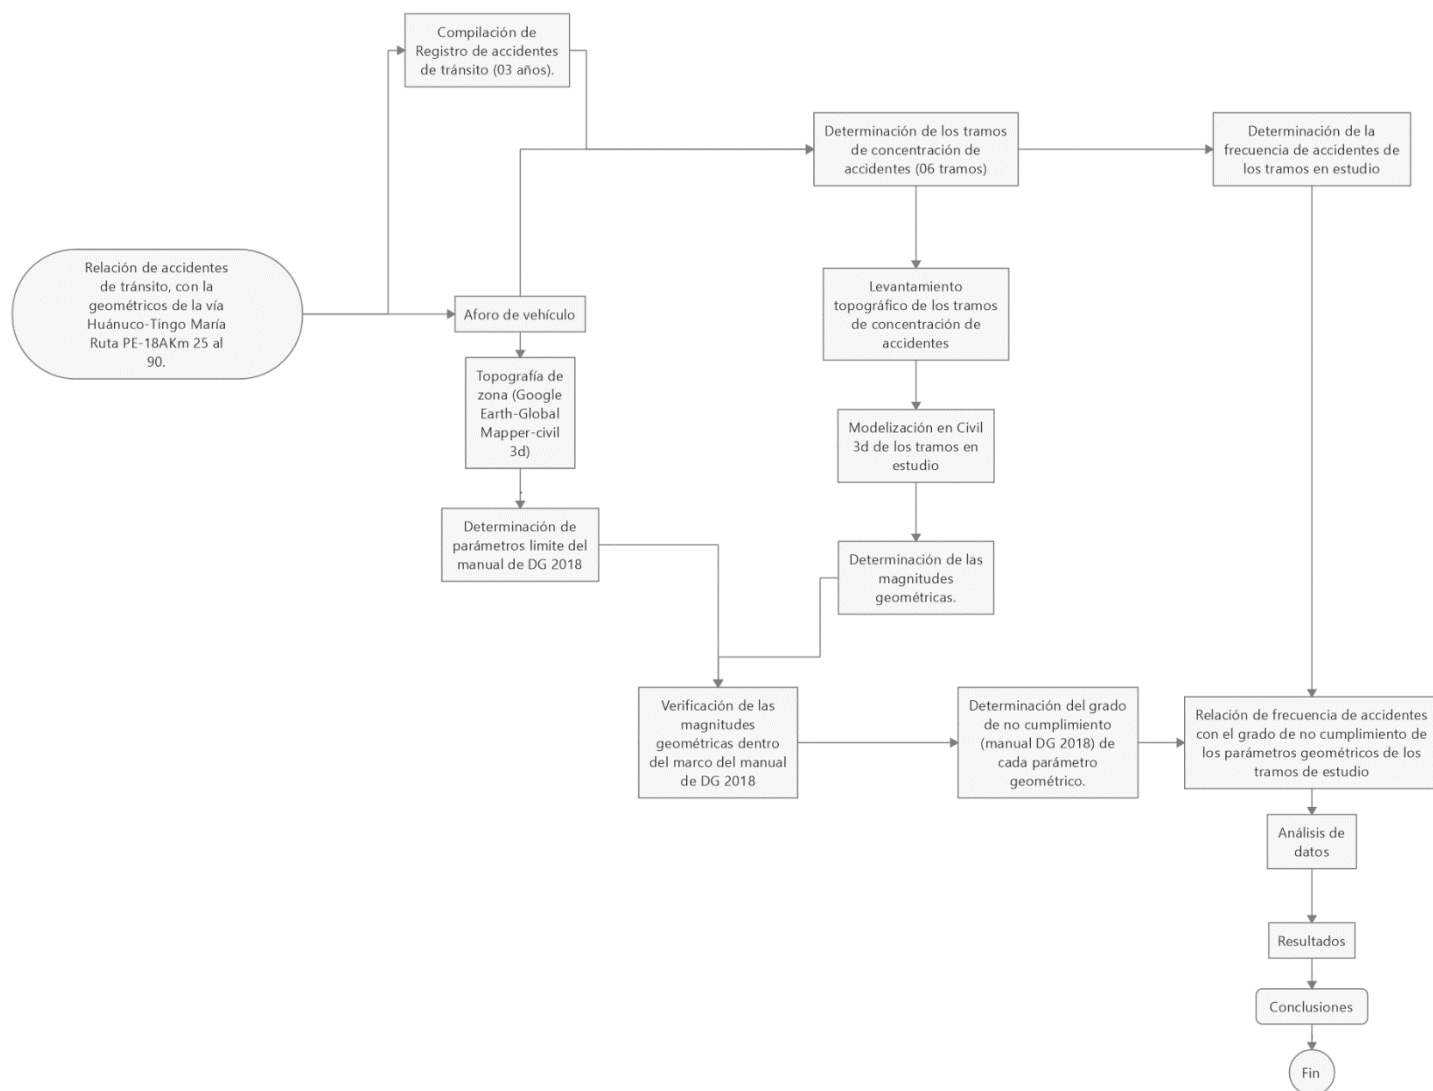 Compilación de
Registro de accidentes
de tránsito (03 años).
Determinación de los tramos
de concentración de
accidentes (06 tramos)
Determinación de la
frecuencia de accidentes de
los tramos en estudio
Relación de accidentes
de tránsito, con la
geométricos de la vía
Huánuco-Tingo María
Ruta PE-18AKm 25 al
90.
Aforo de vehículo
Levantamiento
topográfico de los tramos
de concentración de
accidentes
Topografía de
zona (Google
Earth-Global
Mapper-civil
3d)
Modelización en Civil
3d de los tramos en
estudio
Determinación de
parámetros limite del
manual de DG 2018
Determinación de las
magnitudes
geométricas.
Verificación de las
magnitudes
geométricas dentro
del marco del manual
de DG 2018
Determinación del grado
de no cumplimiento
(manual DG 2018) de
cada parámetro
geométrico.
Relación de frecuencia de accidentes
con el grado de no cumplimiento de
los parámetros geométricos de los
tramos de estudio
Análisis de
datos
Resultados
Conclusiones
Fin